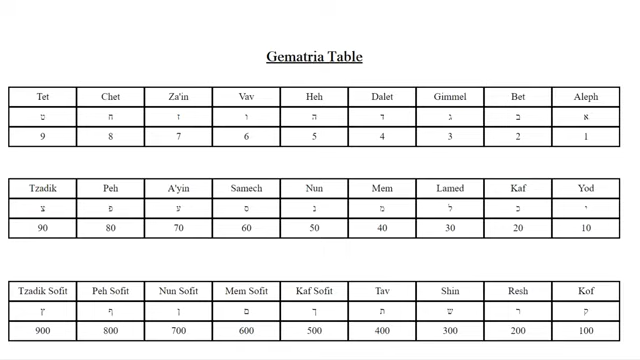 Gematria Table
Tet Chet Za'in Vav Heh Dalet Gimmel Bet Aleph
ט ח ז ו ה ד ג ב א
9 8 7 6 5 4 3 2 1
Tzadik Peh A'yin Samech Nun Mem Lamed Kaf Yod
צ פ ע ס נ מ ל כ י
90 80 70 60 50 40 30 20 10
Tzadik Sofit Peh Sofit Nun Sofit Mem Sofit Kaf Sofit Tav Shin Resh Kof
ץ ף ן ם ך ת ש ר ק
900 800 700 600 500 400 300 200 100